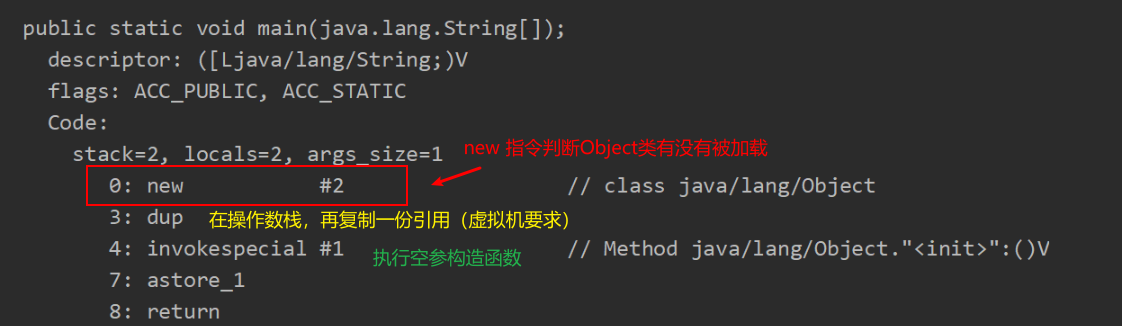 public static void main(java.lang.String[]);
descriptor: ([Ljava/lang/String;)V
flags: ACC_PUBLIC, ACC_STATIC
Code:
stack=2, locals=2, args_size=1
new 指令判断Object类有没有被加载
0: new #2 // class java/lang/Object
3: dup 在操作数栈，再复制一份引用（虚拟机要求）
4: invokespecial #1 执行空参构造函数 // Method java/lang/Object."<init>":()V
7: astore_1
8: return